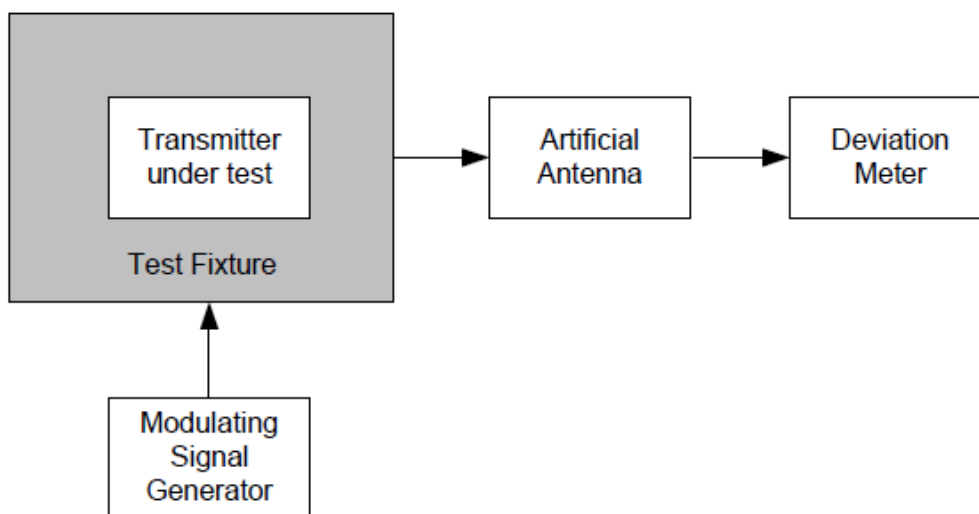 Transmitter
under test
Test Fixture
Artificial
Antenna
Deviation
Meter
Modulating
Signal
Generator